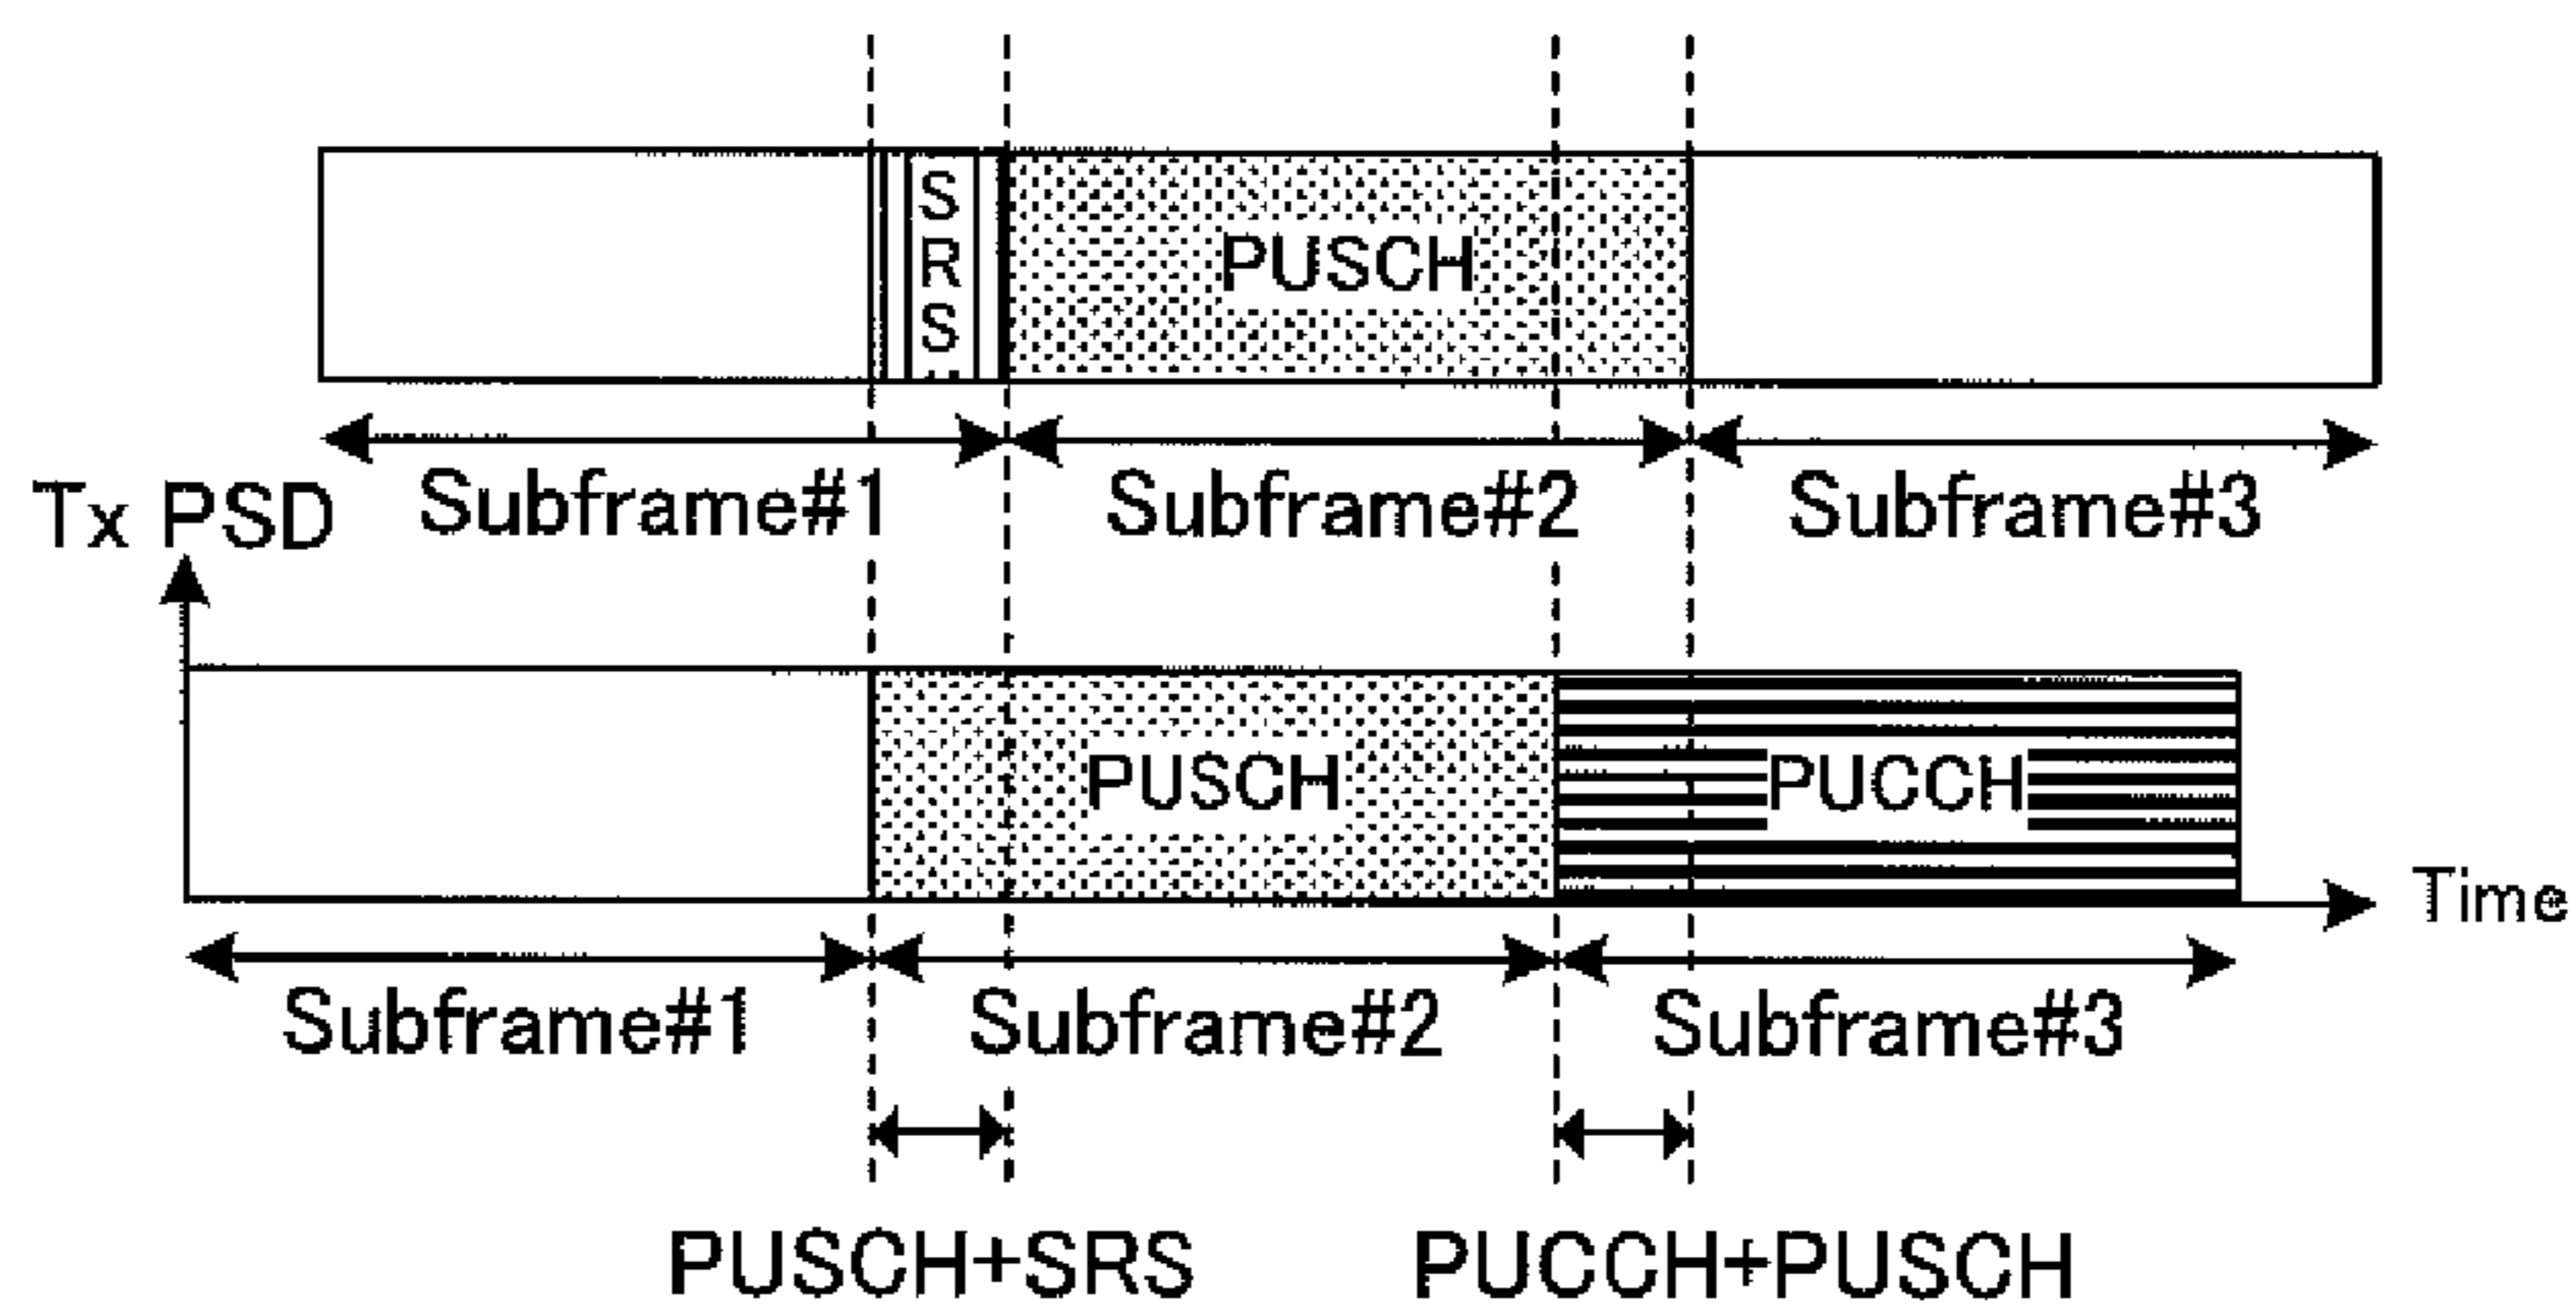 S
R
S
PUSCH
Subframe#1 Subframe#2 Subframe#3
Tx PSD
PUSCH PUCCH
Time
Subframe#1 Subframe#2 Subframe#3
PUSCH+SRS PUCCH+PUSCH